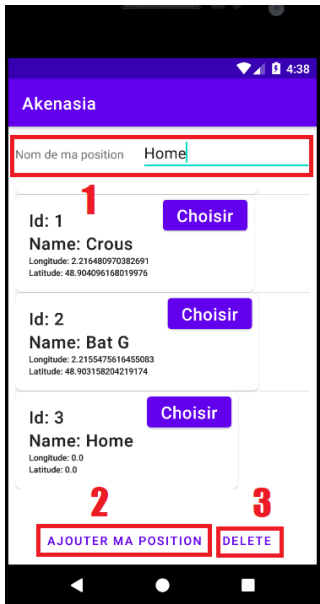 4:38
Akenasia
Nom de ma position Home
1
Id: 1 Choisir
Name: Crous
Longitude: 2.216480970382691
Latitude: 48.904096168019976
Id: 2 Choisir
Name: Bat G
Longitude: 2.2155475616455083
Latitude: 48.903158204219174
Id: 3 Choisir
Name: Home
Longitude: 0.0
Latitude: 0.0
2 3
AJOUTER MA POSITION DELETE